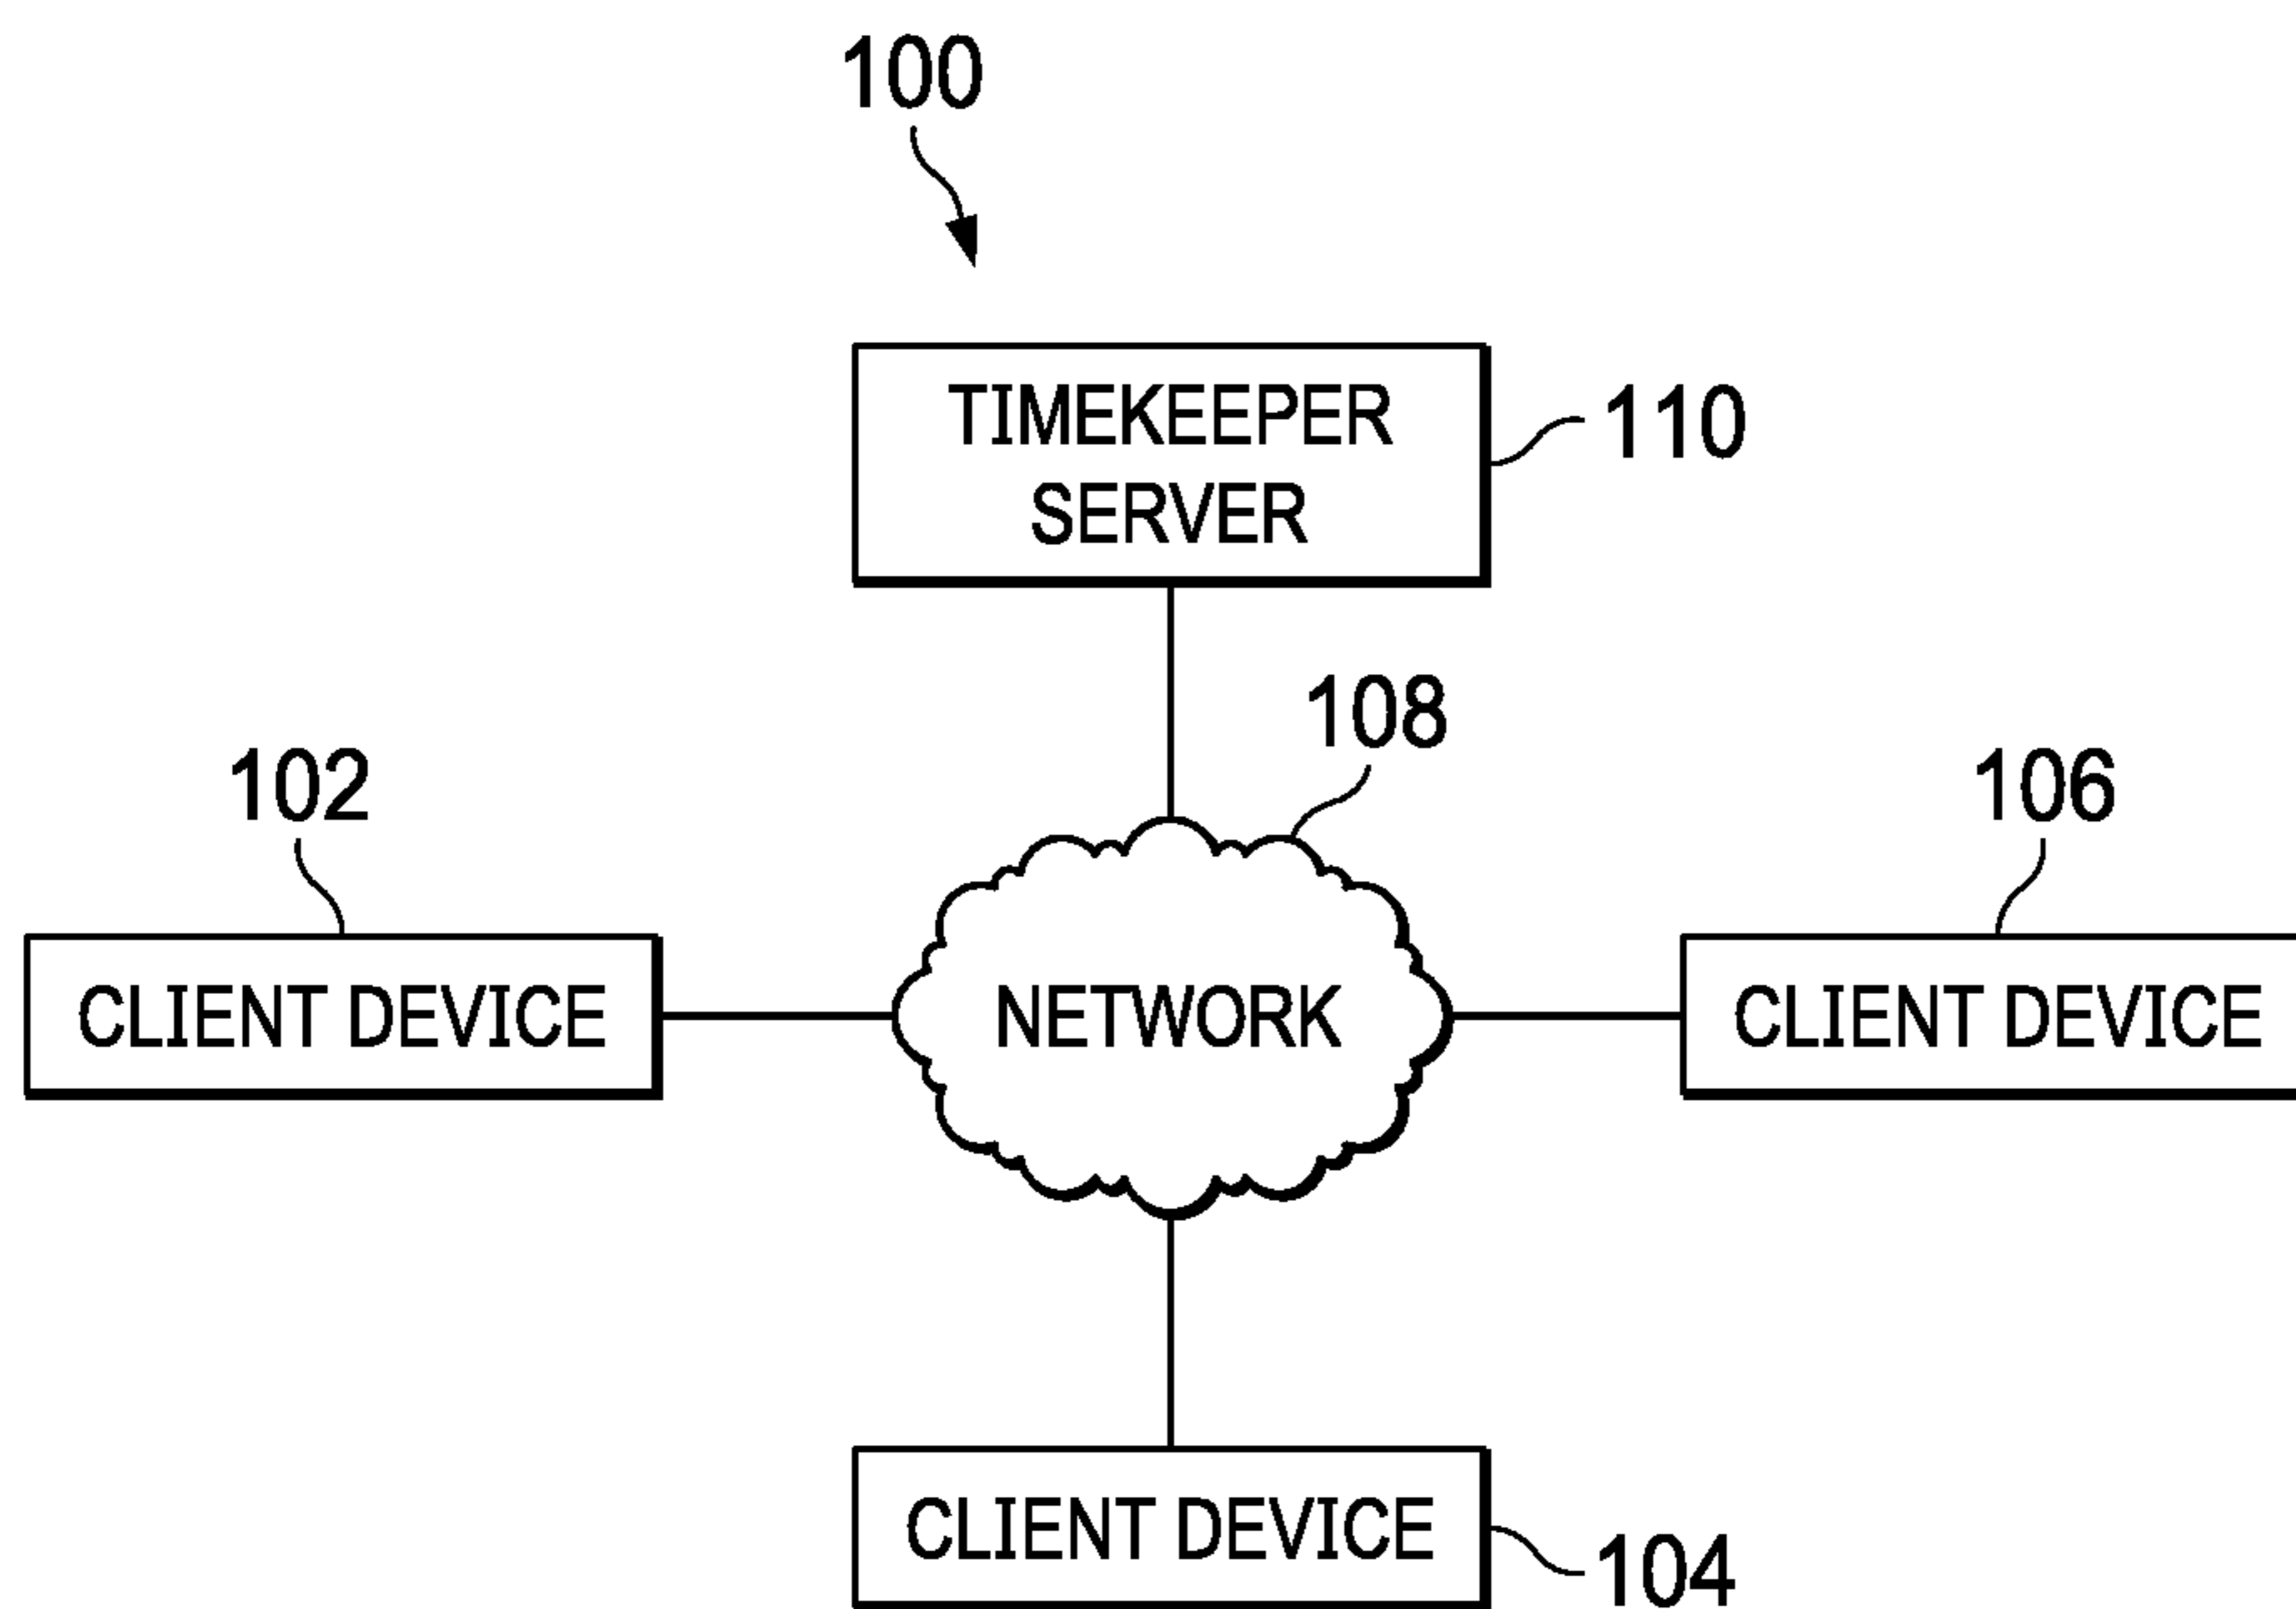 100
TIMEKEEPER
SERVER
110
108
102
106
CLIENT DEVICE
NETWORK
CLIENT DEVICE
CLIENT DEVICE
104